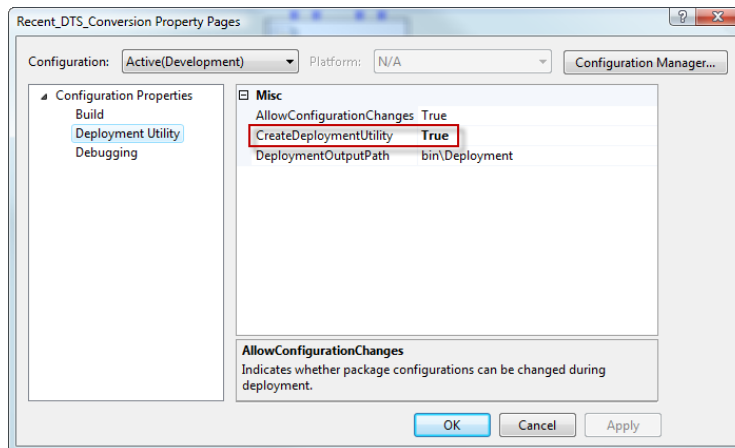 Recent_DTS_Conversion Property Pages
Configuration: Active(Development) Platform: N/A Configuration Manager...
Configuration Properties
Build
Deployment Utility
Debugging
Misc
AllowConfigurationChanges True
CreateDeploymentUtility True
DeploymentOutputPath bin\Deployment
AllowConfigurationChanges
Indicates whether package configurations can be changed during
deployment.
OK Cancel Apply